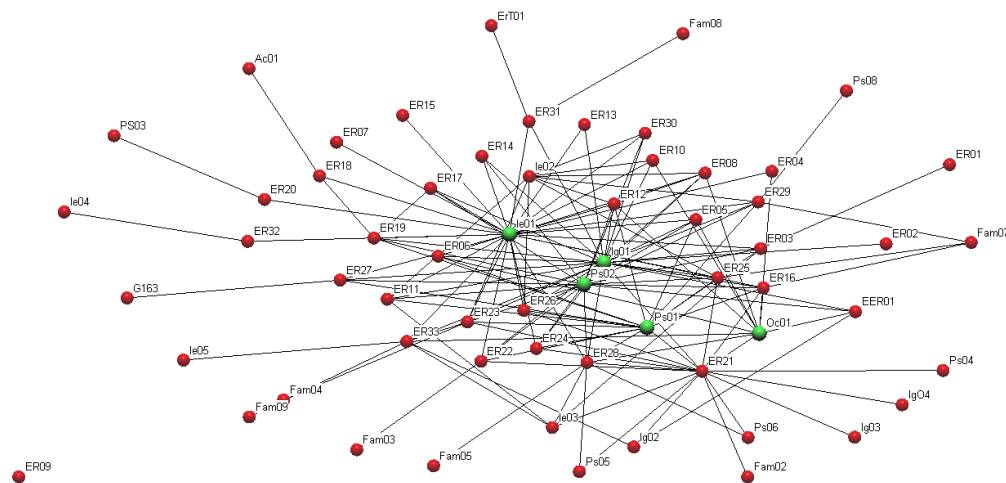 ErT01
Fam08
Ac01
Ps08
ER15
ER31
ER13
PS03
ER30
ER07
ER14
ER10
ER01
ER18
Ie02
ER08
ER04
ER17
ER20
ER12
ER29
Ie04
ER05
Ie01
ER32
ER19
ER03
ER02
Fam07
ER06
Ig01
ER27
Ps02
ER25
ER16
G163
ER11
ER26
EER01
ER23
Ps01
Oc01
ER33
ER24
Ie05
ER22
ER28
ER21
Ps04
Fam04
IgO4
Fam09
Ie03
Ps06
Ig03
Ig02
Fam03
Fam05
Ps05
Fam02
ER09